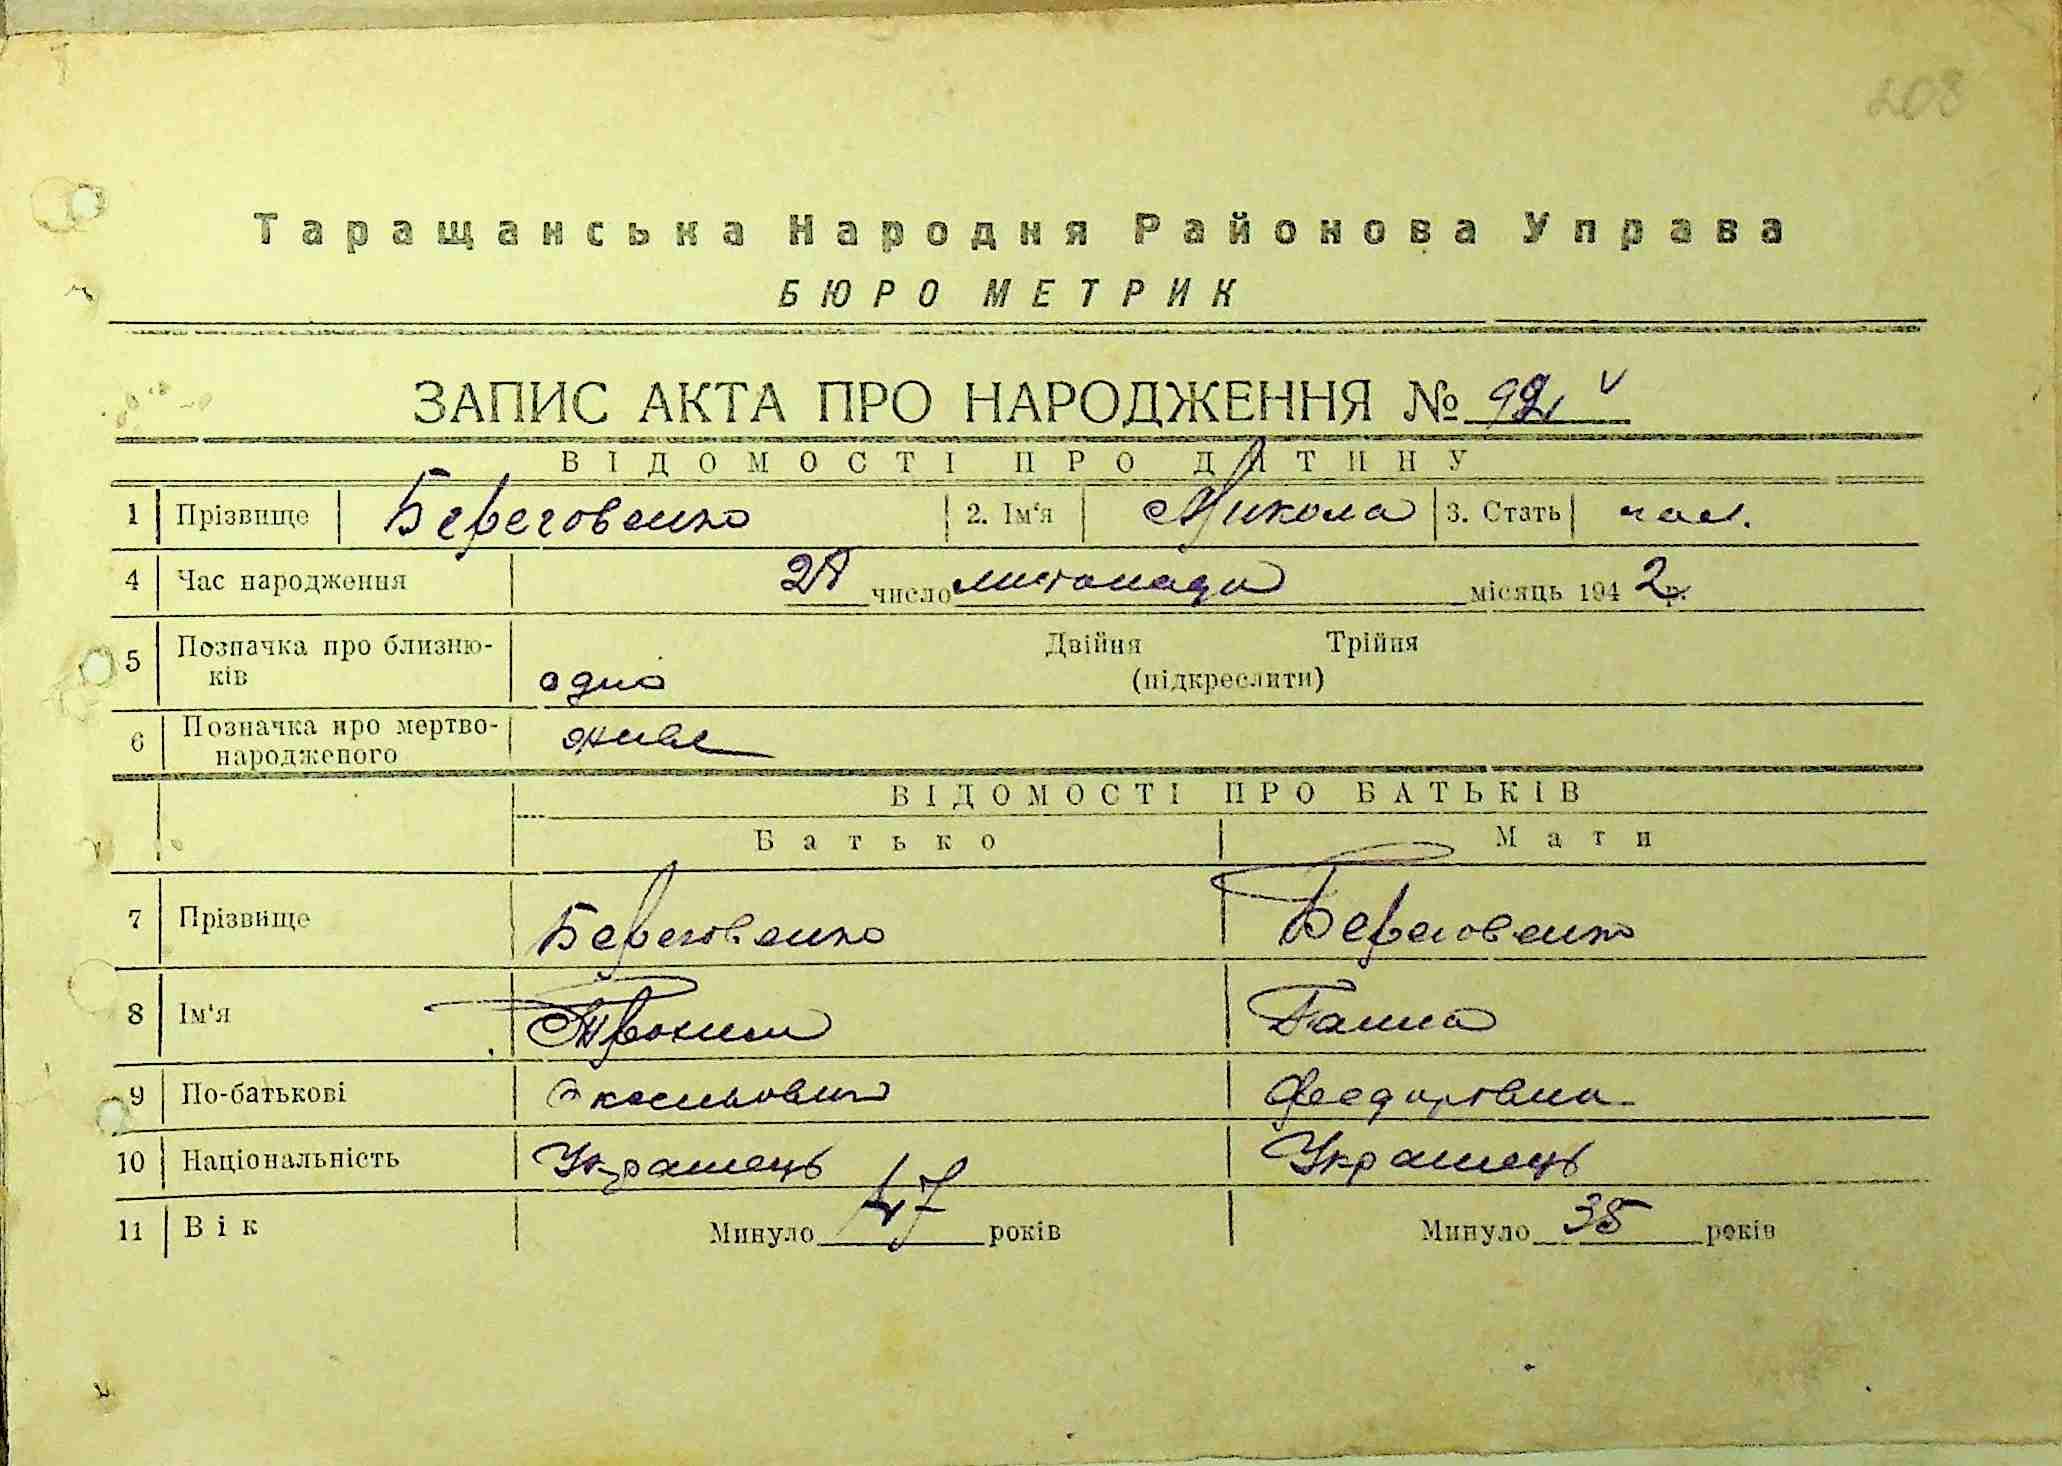 208
Таращанська Народня Районова Управа
БЮРО МЕТРИК
ЗАПИС АКТА ПРО НАРОДЖЕННЯ № 92
ВІДОМОСТІ ПРО ДИТИНУ
1 Прізвище Береговенко 2. Ім'я Микола 3. Стать чол.
4 Час народження число листопада місяць 1942 р.
5 Позначка про близнюків одно Двійня Трійня (підкреслити)
6 Позначка про мертвонародженого живе
ВІДОМОСТІ ПРО БАТЬКІВ
Батько Мати
7 Прізвище Береговенко Береговенко
8 Ім'я Трохим Ганна
9 По-батькові Федорівна
10 Національність Українець Українець
11 Вік Минуло 47 років Минуло 35 років